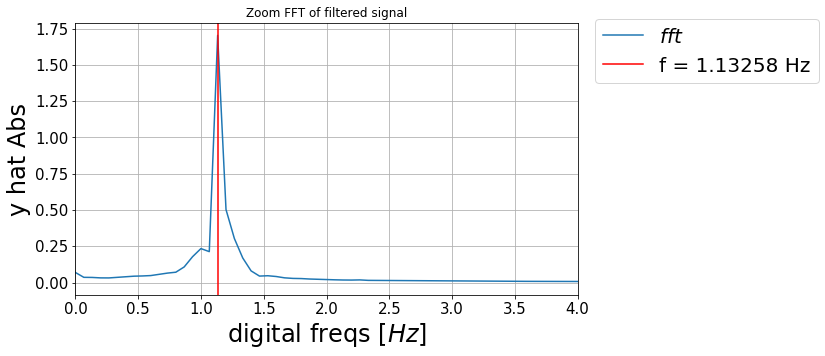 Zoom FFT of filtered signal
fft
f = 1.13258 Hz
y hat Abs
1.75
1.50
1.25
1.00
0.75
0.50
0.25
0.00
0.0 0.5 1.0 1.5 2.0 2.5 3.0 3.5 4.0
digital freqs [Hz]